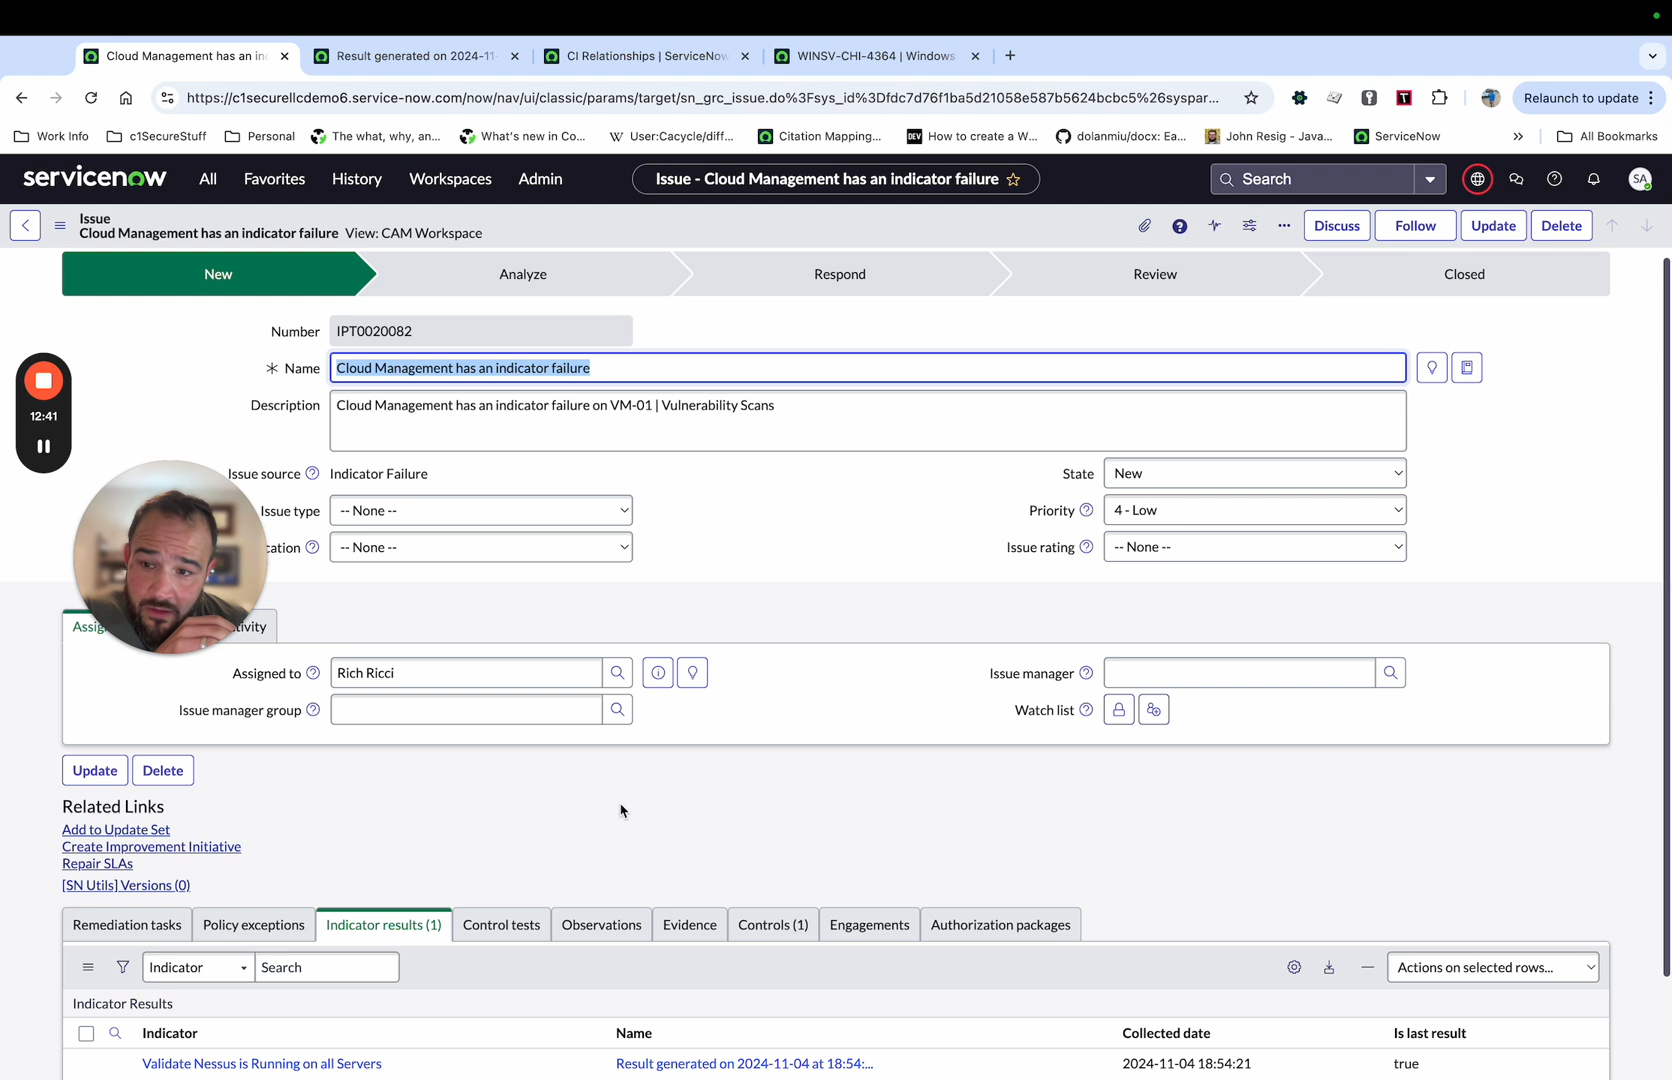 Cloud Management has an in
Result generated on 2024-11-
CI Relationships | ServiceNow
WINSV-CHI-4364 | Windows
https://c1securellcdemo6.service-now.com/now/nav/ui/classic/params/target/sn_grc_issue.do%3Fsys_id%3Dfdc7d76f1ba5d21058e587b5624bcbc5%26syspar...
Relaunch to update
Work Info
c1SecureStuff
Personal
The what, why, an...
What's new in Co...
User:Cacycle/diff...
Citation Mapping...
How to create a W...
dolanmiu/docx: Ea...
John Resig - Java...
ServiceNow
All Bookmarks
servicenow
All
Favorites
History
Workspaces
Admin
Issue - Cloud Management has an indicator failure
Search
SA
Issue
Cloud Management has an indicator failure View: CAM Workspace
Discuss
Follow
Update
Delete
New
Analyze
Respond
Review
Closed
Number IPT0020082
Name Cloud Management has an indicator failure
12:41
Description Cloud Management has an indicator failure on VM-01 | Vulnerability Scans
Issue source Indicator Failure
State New
Issue type -- None --
Priority 4 - Low
cation -- None --
Issue rating -- None --
Assig
tivity
Assigned to Rich Ricci
Issue manager
Issue manager group
Watch list
Update
Delete
Related Links
Add to Update Set
Create Improvement Initiative
Repair SLAs
[SN Utils] Versions (0)
Remediation tasks
Policy exceptions
Indicator results (1)
Control tests
Observations
Evidence
Controls (1)
Engagements
Authorization packages
Indicator
Search
Actions on selected rows...
Indicator Results
Indicator Name Collected date Is last result
Validate Nessus is Running on all Servers Result generated on 2024-11-04 at 18:54:... 2024-11-04 18:54:21 true